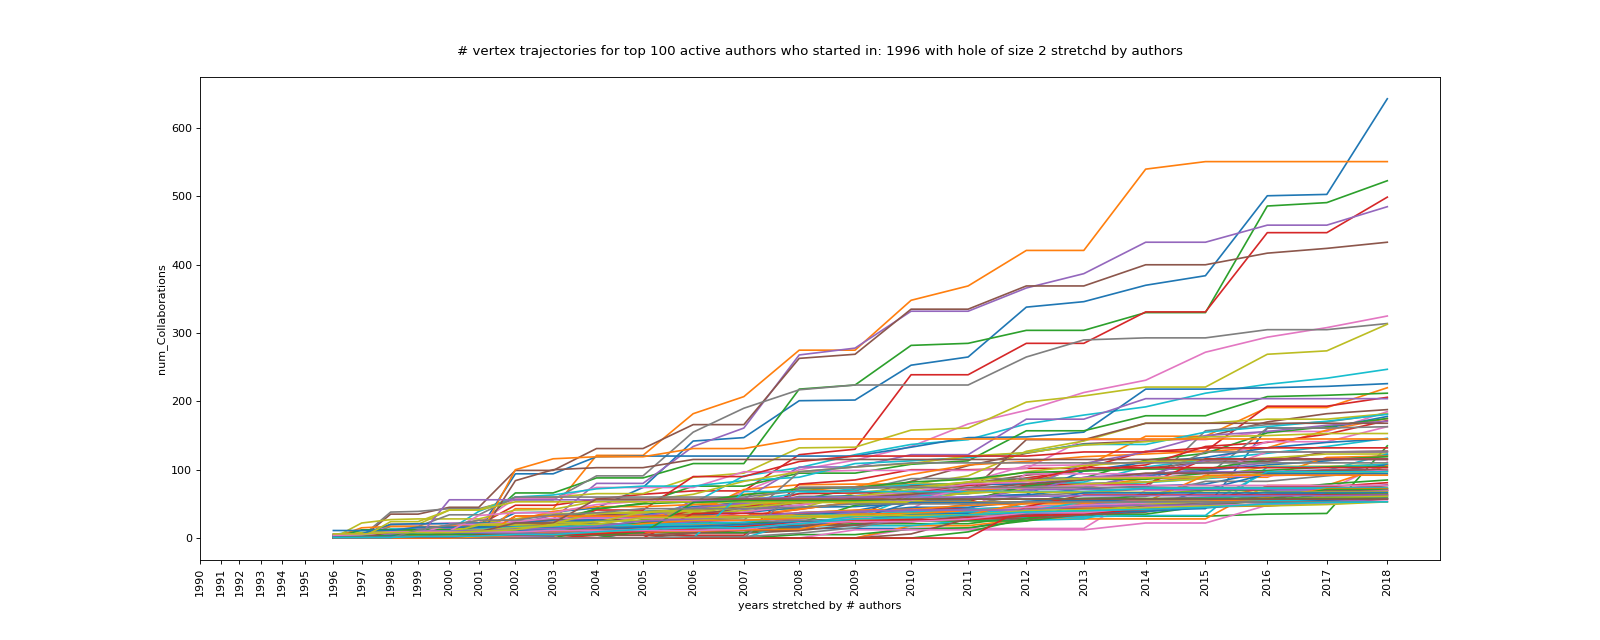 # vertex trajectories for top 100 active authors who started in: 1996 with hole of size 2 stretchd by authors
num_Collaborations
600
500
400
300
200
100
0
1990 1991 1992 1993 1994 1995 1996 1997 1998 1999 2000 2001 2002 2003 2004 2005 2006 2007 2008 2009 2010 2011 2012 2013 2014 2015 2016 2017 2018
years stretched by # authors